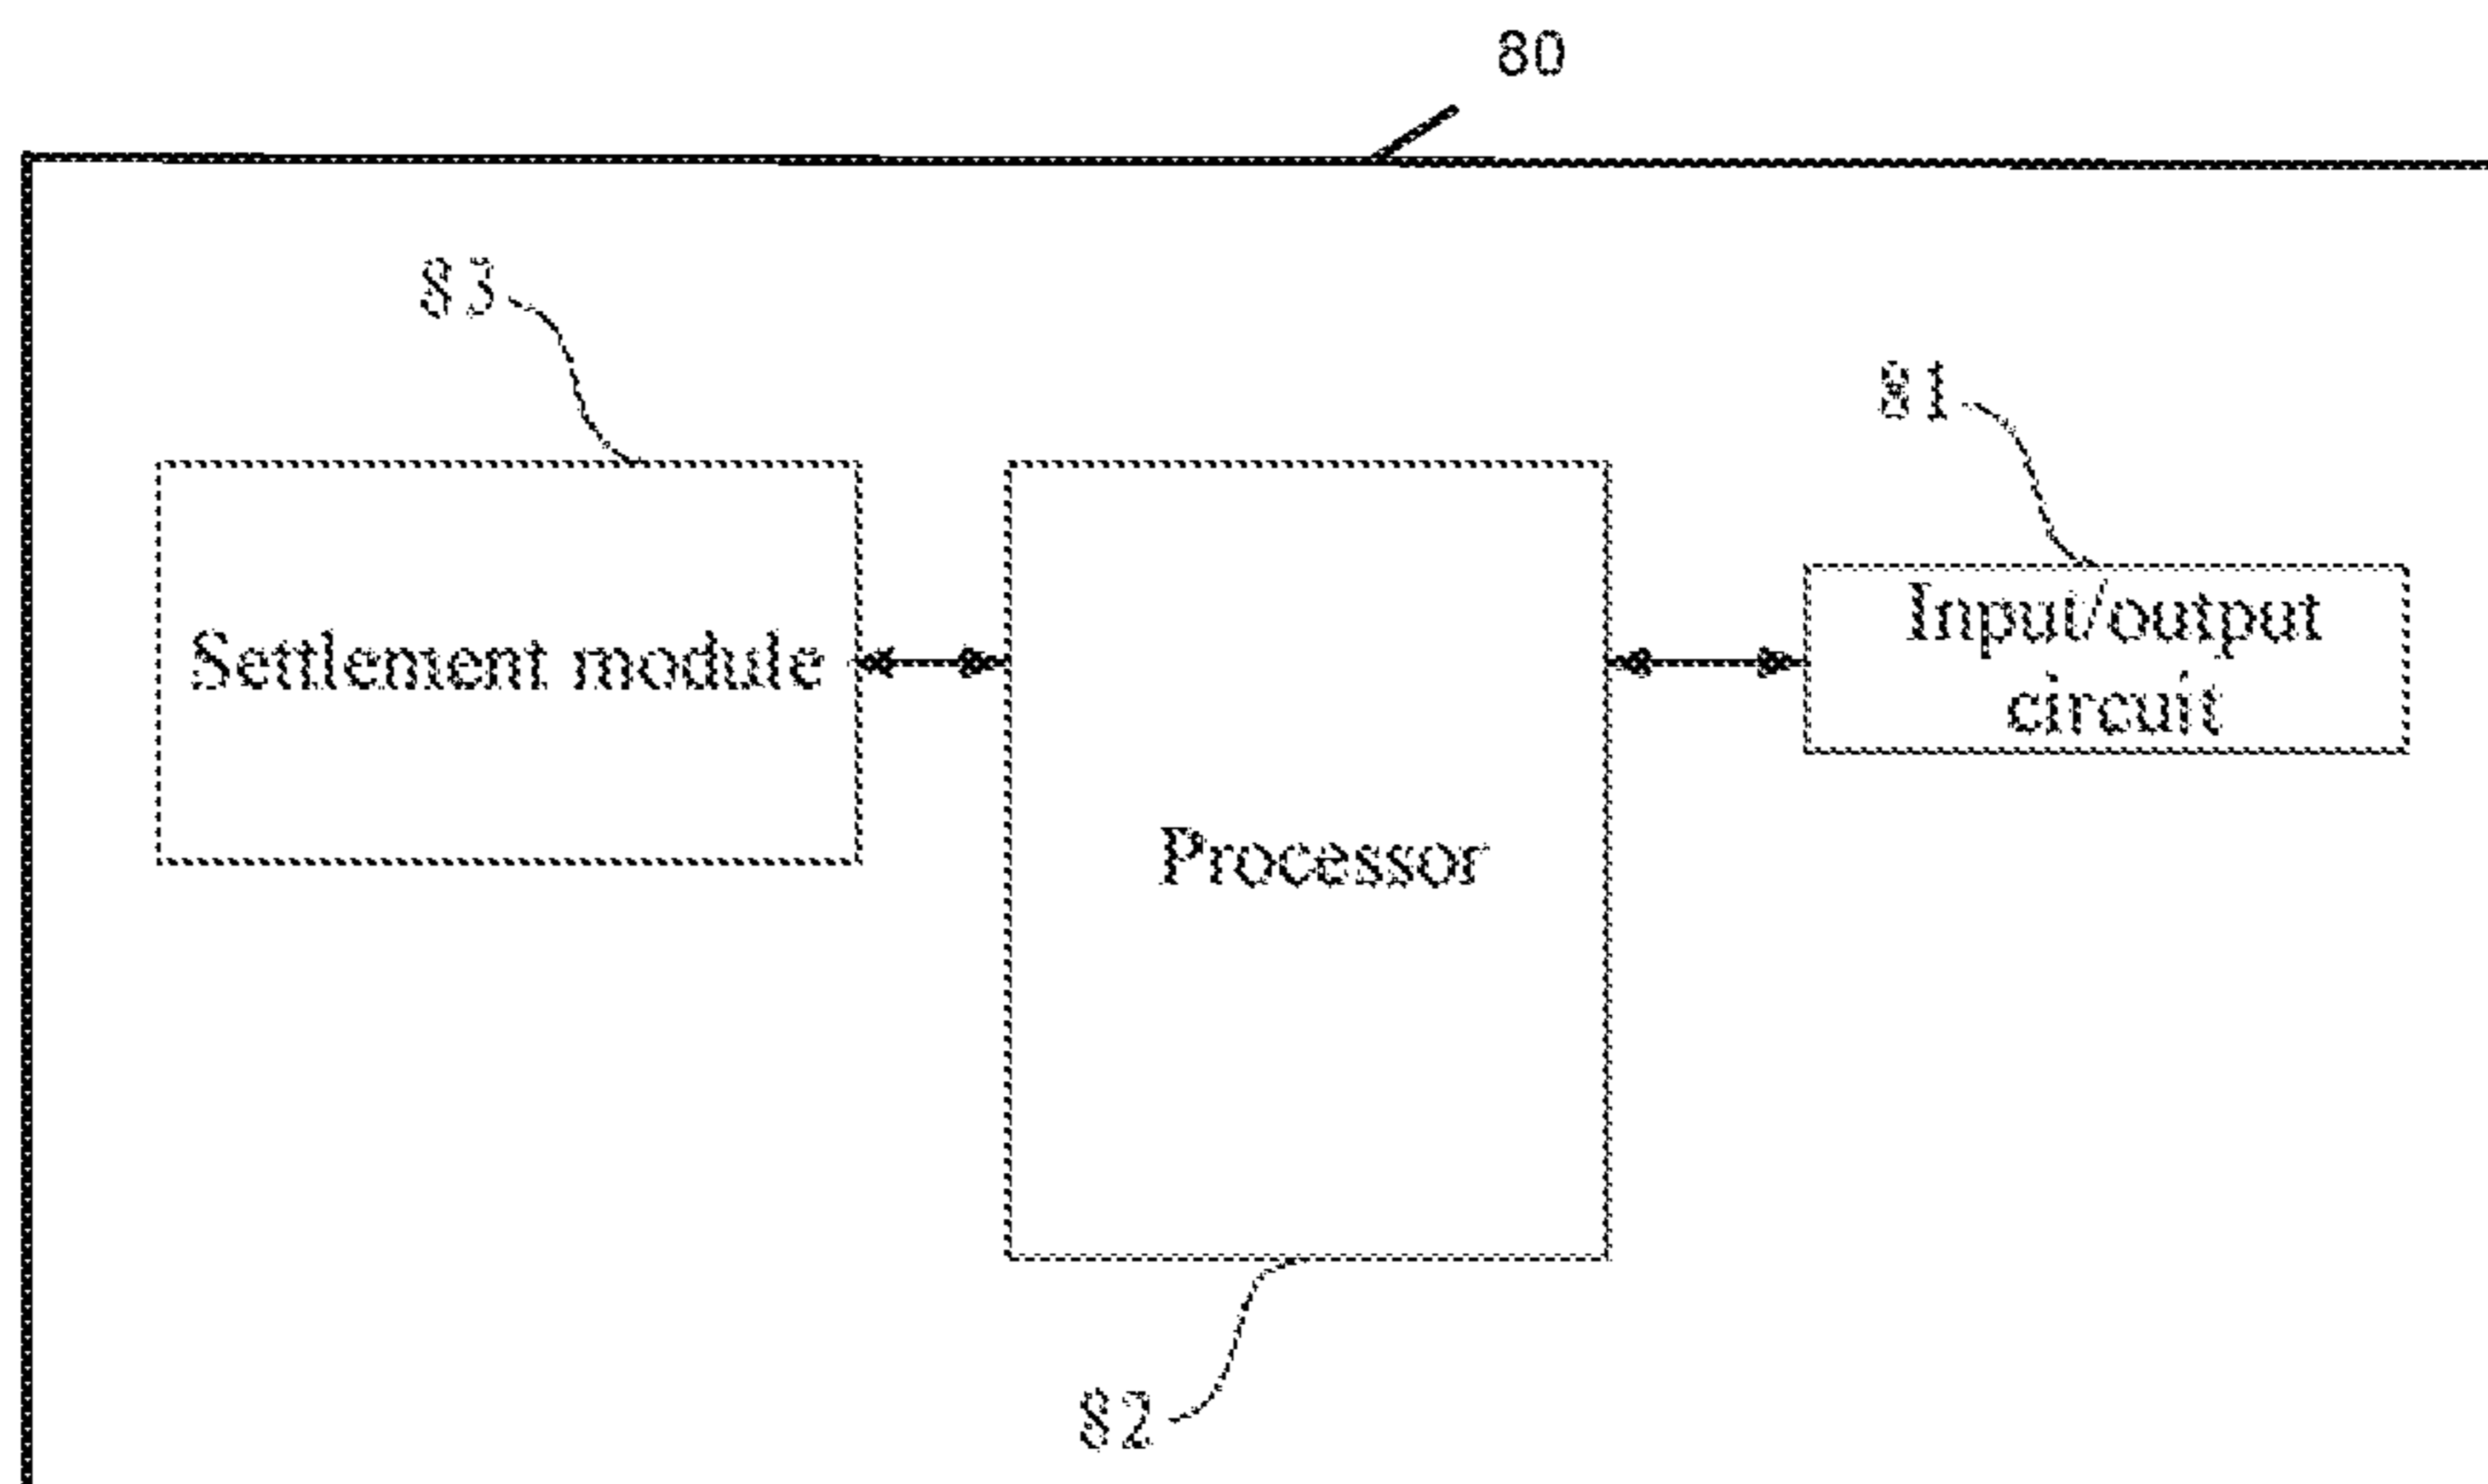 80
83
81
Settlement module
Input/output
circuit
Processor
82